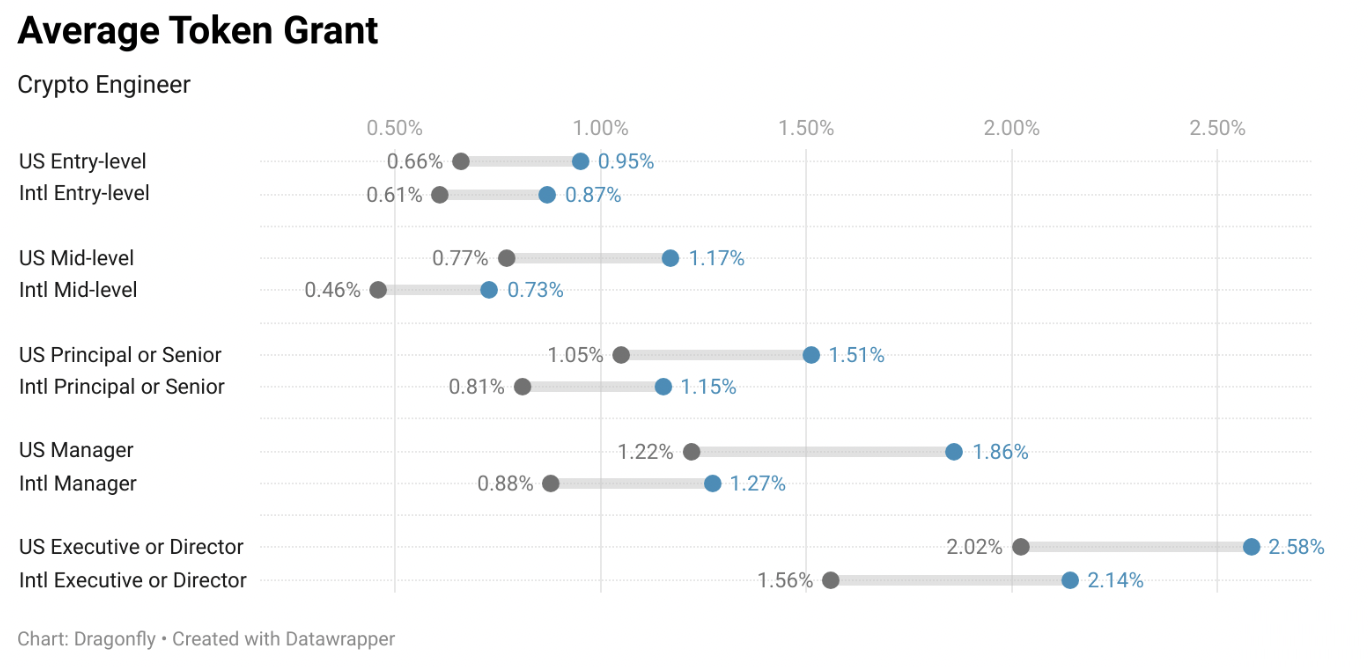 Average Token Grant
Crypto Engineer
0.50% 1.00% 1.50% 2.00% 2.50%
US Entry-level 0.66% 0.95%
Intl Entry-level 0.61% 0.87%
US Mid-level 0.77% 1.17%
Intl Mid-level 0.46% 0.73%
US Principal or Senior 1.05% 1.51%
Intl Principal or Senior 0.81% 1.15%
US Manager 1.22% 1.86%
Intl Manager 0.88% 1.27%
US Executive or Director 2.02% 2.58%
Intl Executive or Director 1.56% 2.14%
Chart: Dragonfly • Created with Datawrapper